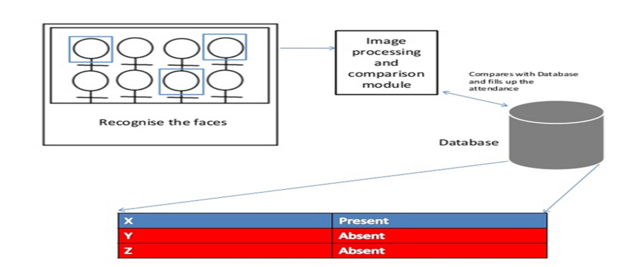 Recognise the faces
Image
processing
and
comparison
module
Compares with Database
and fills up the
attendance
Database
X Present
Y Absent
Z Absent